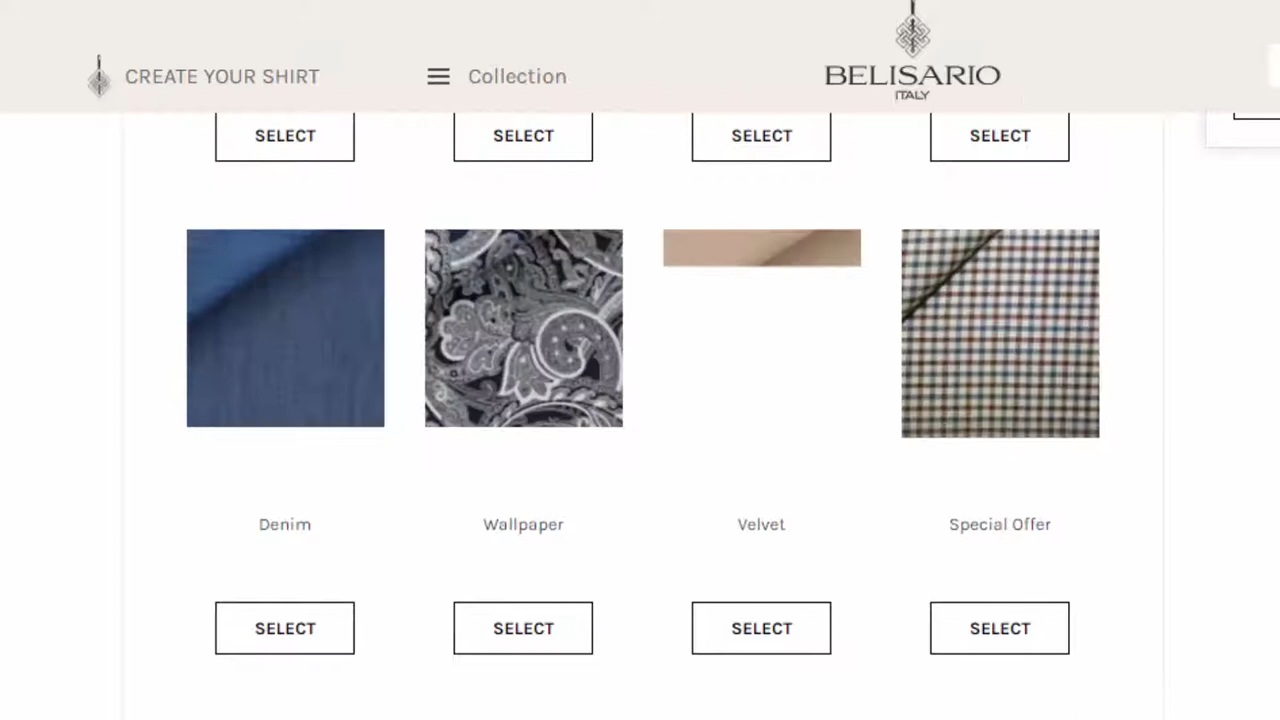 CREATE YOUR SHIRT
Collection
BELISARIO
ITALY
SELECT
SELECT
SELECT
SELECT
Denim
Wallpaper
Velvet
Special Offer
SELECT
SELECT
SELECT
SELECT